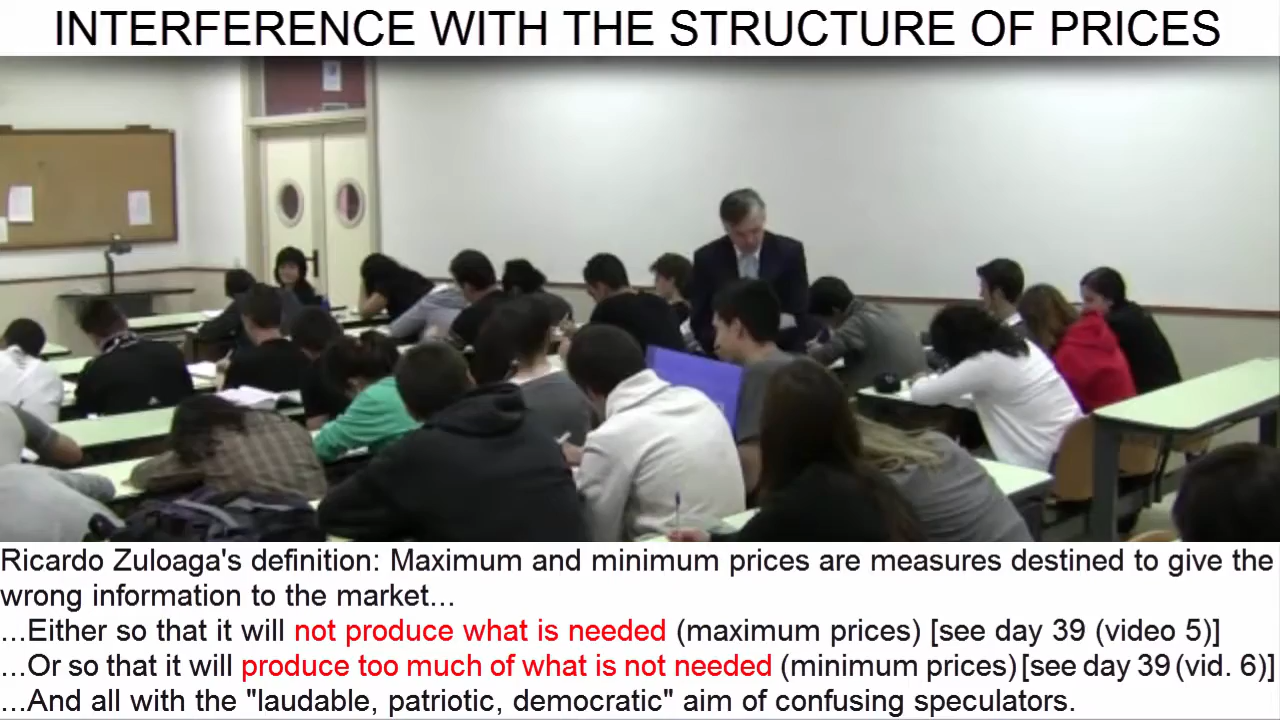 INTERFERENCE WITH THE STRUCTURE OF PRICES
Ricardo Zuloaga's definition: Maximum and minimum prices are measures destined to give the
wrong information to the market...
...Either so that it will not produce what is needed (maximum prices) [see day 39 (video 5)]
...Or so that it will produce too much of what is not needed (minimum prices) [see day 39 (vid. 6)]
...And all with the "laudable, patriotic, democratic" aim of confusing speculators.